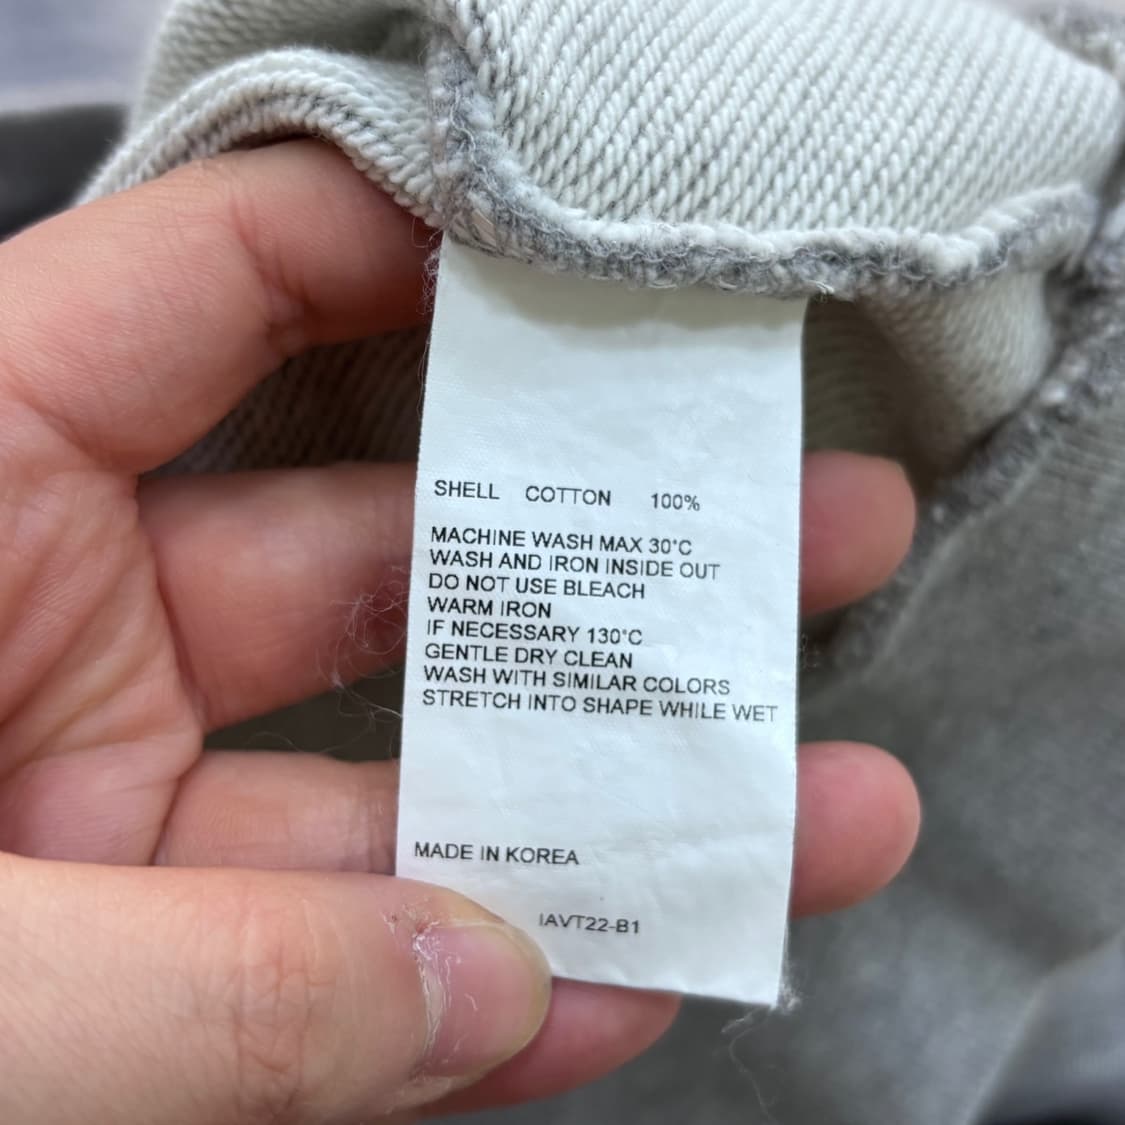 SHELL COTTON 100%
MACHINE WASH MAX 30°C
WASH AND IRON INSIDE OUT
DO NOT USE BLEACH
WARM IRON
IF NECESSARY 130°C
GENTLE DRY CLEAN
WASH WITH SIMILAR COLORS
STRETCH INTO SHAPE WHILE WET
MADE IN KOREA
IAVT22-B1